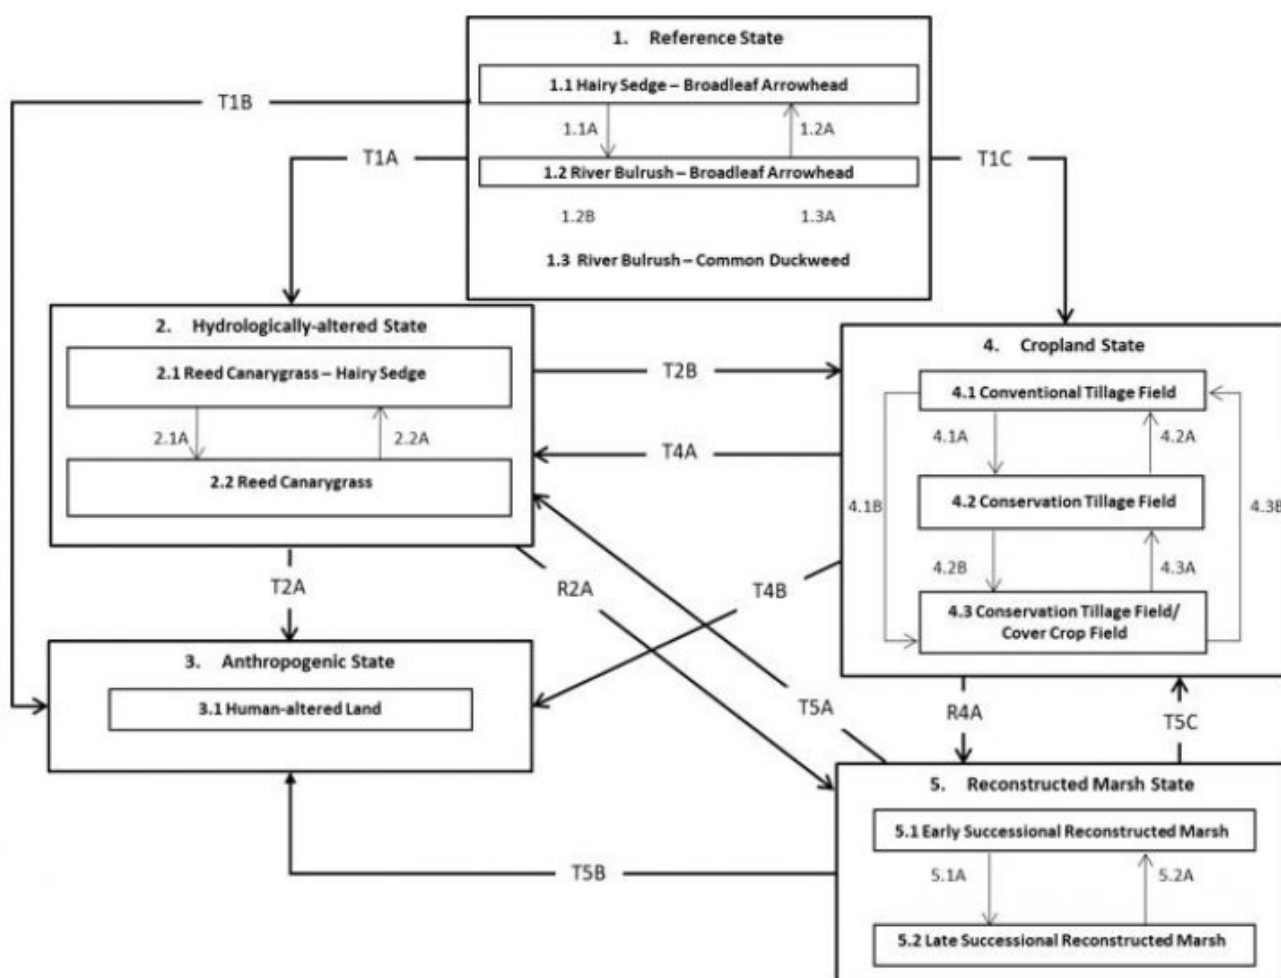 1. Reference State
1.1 Hairy Sedge – Broadleaf Arrowhead
1.1A
1.2A
1.2 River Bulrush – Broadleaf Arrowhead
1.2B
1.3A
1.3 River Bulrush – Common Duckweed
T1B
T1A
T1C
2. Hydrologically-altered State
2.1 Reed Canarygrass – Hairy Sedge
2.1A
2.2A
2.2 Reed Canarygrass
T2B
T4A
4. Cropland State
4.1 Conventional Tillage Field
4.1A
4.2A
4.1B
4.2 Conservation Tillage Field
4.3B
4.2B
4.3A
4.3 Conservation Tillage Field/
Cover Crop Field
T2A
R2A
T4B
3. Anthropogenic State
3.1 Human-altered Land
T5A
R4A
T5C
5. Reconstructed Marsh State
5.1 Early Successional Reconstructed Marsh
5.1A
5.2A
5.2 Late Successional Reconstructed Marsh
T5B